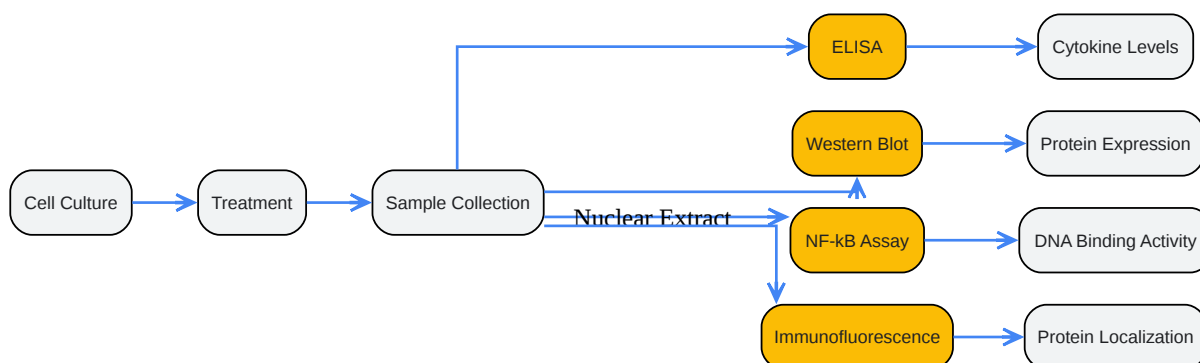 ELISA
Cytokine Levels
Western Blot
Protein Expression
Cell Culture
Treatment
Sample Collection
Nuclear Extract
NF-kB Assay
DNA Binding Activity
Immunofluorescence
Protein Localization